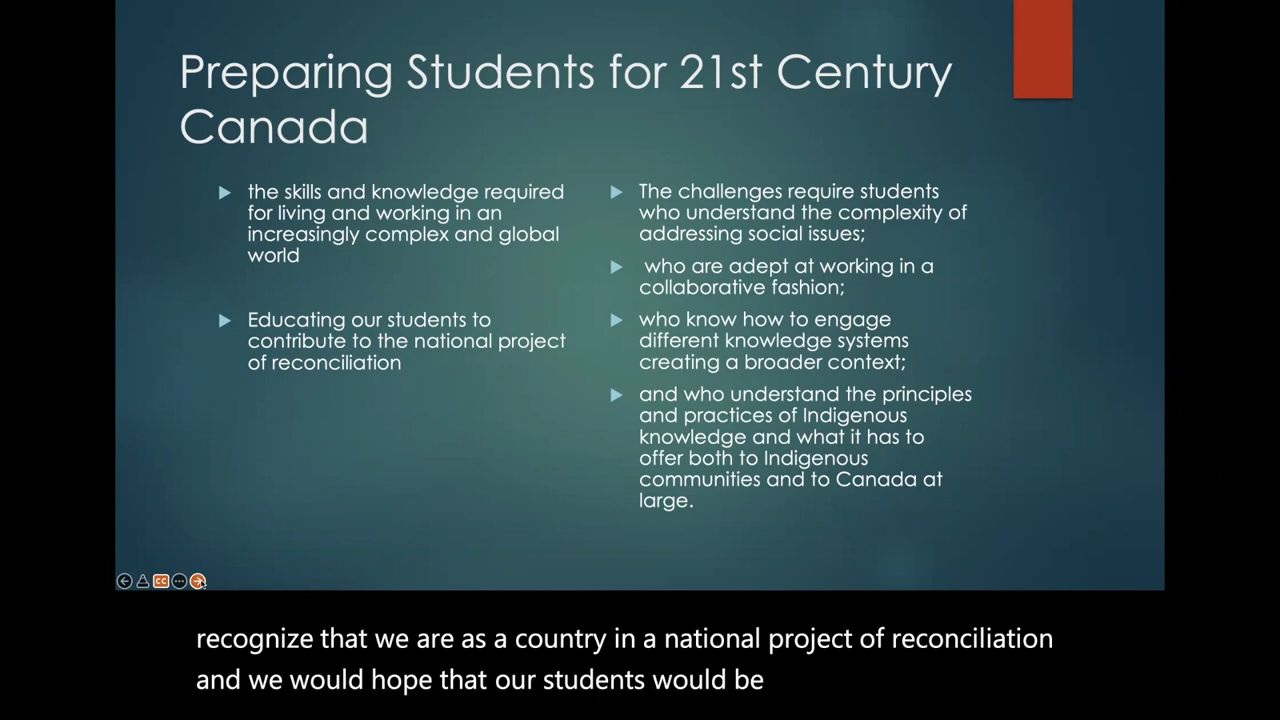 Preparing Students for 21st Century
Canada
the skills and knowledge required
for living and working in an
increasingly complex and global
world
Educating our students to
contribute to the national project
of reconciliation
The challenges require students
who understand the complexity of
addressing social issues;
who are adept at working in a
collaborative fashion;
who know how to engage
different knowledge systems
creating a broader context;
and who understand the principles
and practices of Indigenous
knowledge and what it has to
offer both to Indigenous
communities and to Canada at
large.
CC
recognize that we are as a country in a national project of reconciliation
and we would hope that our students would be